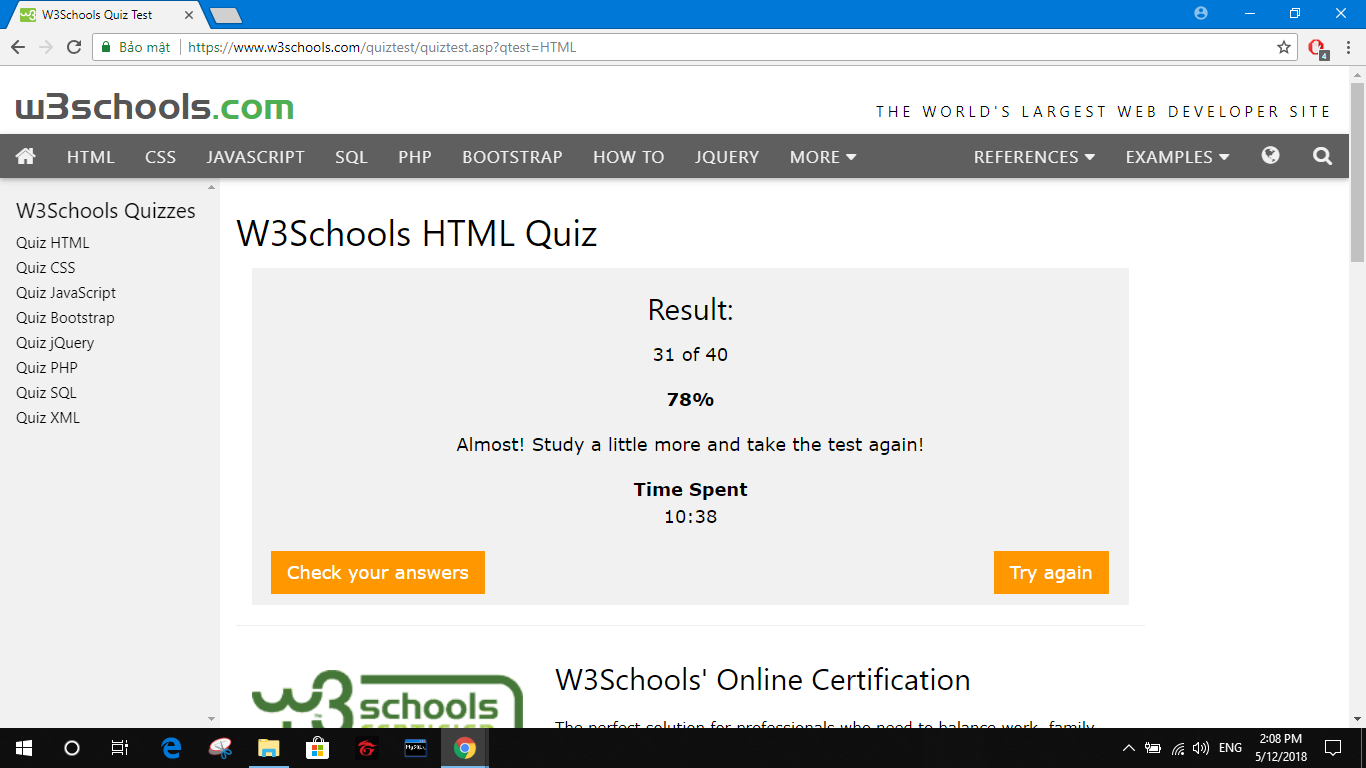 W3Schools Quiz Test
Bảo mật https://www.w3schools.com/quiztest/quiztest.asp?qtest=HTML
4
w3schools.com
THE WORLD'S LARGEST WEB DEVELOPER SITE
HTML CSS JAVASCRIPT SQL PHP BOOTSTRAP HOW TO JQUERY MORE REFERENCES EXAMPLES
W3Schools Quizzes
Quiz HTML
Quiz CSS
Quiz JavaScript
Quiz Bootstrap
Quiz jQuery
Quiz PHP
Quiz SQL
Quiz XML
W3Schools HTML Quiz
Result:
31 of 40
78%
Almost! Study a little more and take the test again!
Time Spent
10:38
Check your answers
Try again
w3schools
W3Schools' Online Certification
The perfect solution for professionals who need to balance work, family,
MySQL
ENG
2:08 PM
5/12/2018